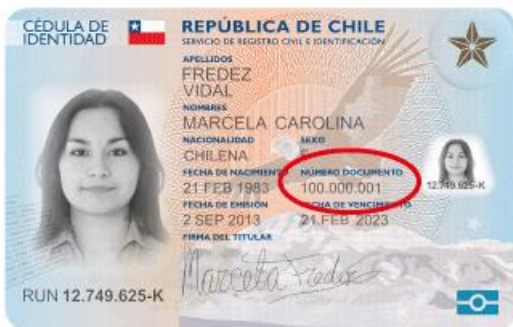 CÉDULA DE IDENTIDAD
REPÚBLICA DE CHILE
SERVICIO DE REGISTRO CIVIL E IDENTIFICACIÓN
APELLIDOS
FREDEZ
VIDAL
NOMBRES
MARCELA CAROLINA
NACIONALIDAD SEXO
CHILENA F
FECHA DE NACIMIENTO NÚMERO DOCUMENTO
21 FEB 1983 100.000.001
12.749.625-K
FECHA DE EMISIÓN FECHA DE VENCIMIENTO
2 SEP 2013 21 FEB 2023
FIRMA DEL TITULAR
Marcela Fredez
RUN 12.749.625-K